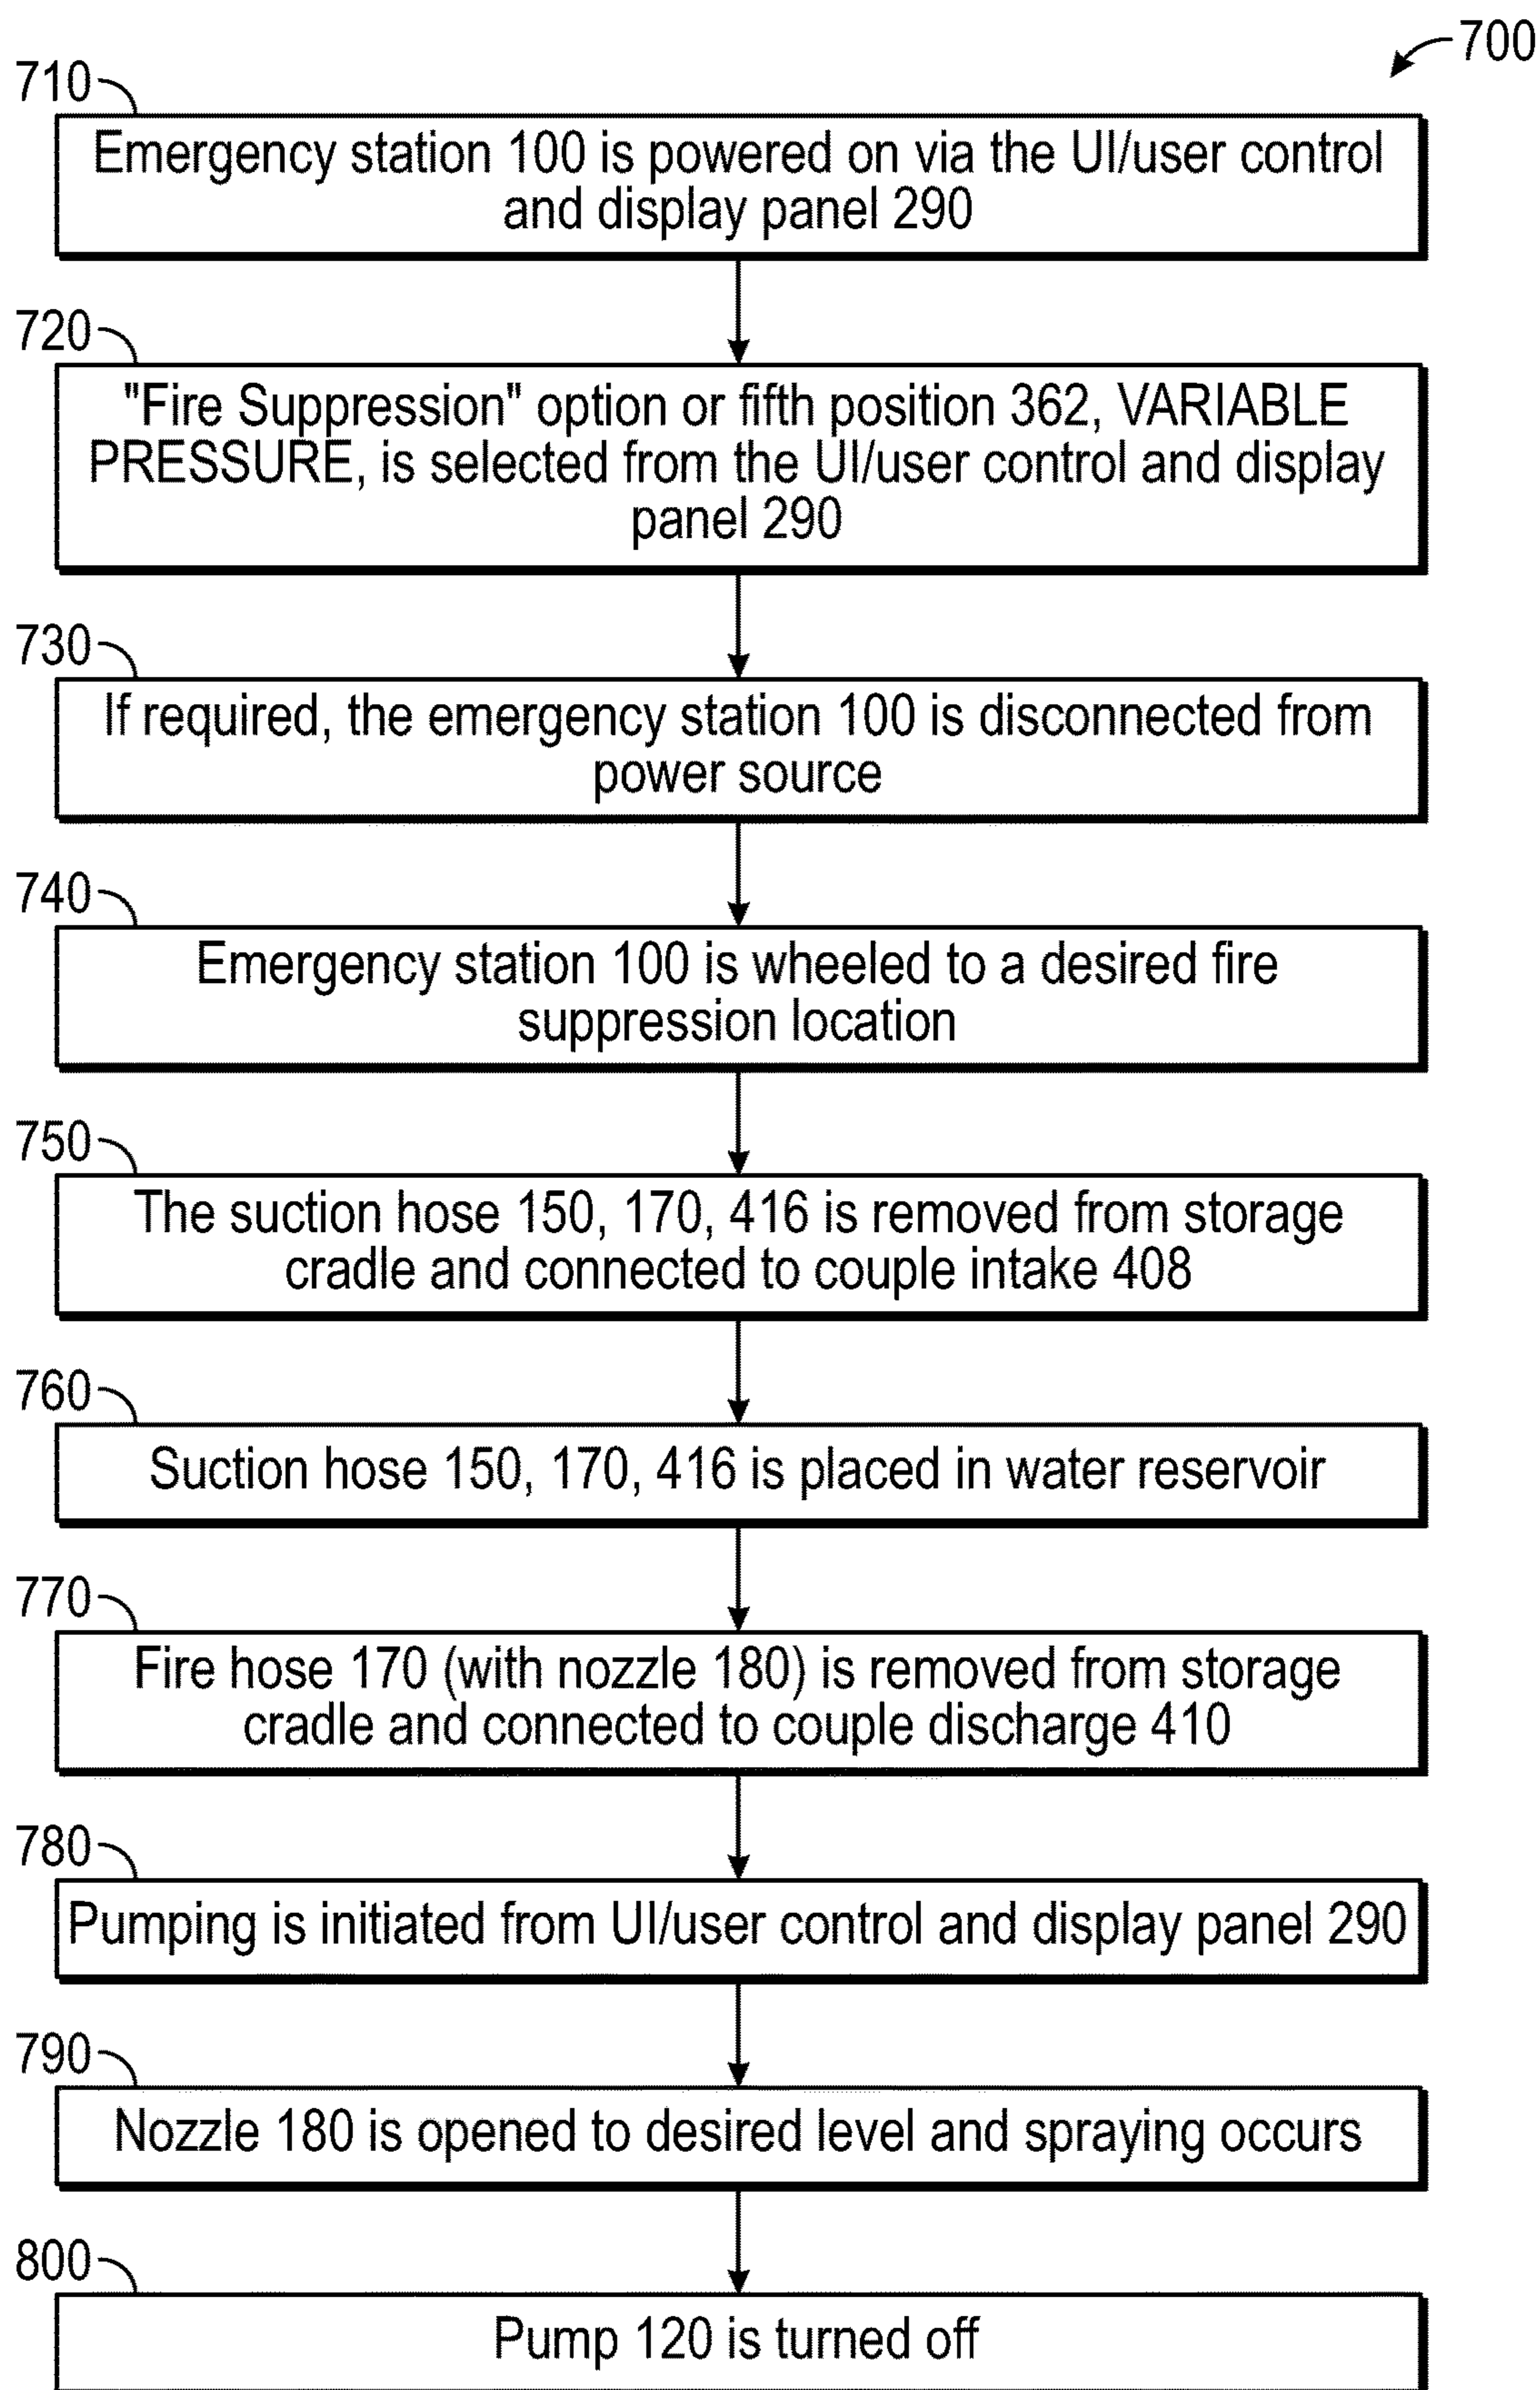 700
710
Emergency station 100 is powered on via the UI/user control
and display panel 290
720
"Fire Suppression" option or fifth position 362, VARIABLE
PRESSURE, is selected from the UI/user control and display
panel 290
730
If required, the emergency station 100 is disconnected from
power source
740
Emergency station 100 is wheeled to a desired fire
suppression location
750
The suction hose 150, 170, 416 is removed from storage
cradle and connected to couple intake 408
760
Suction hose 150, 170, 416 is placed in water reservoir
770
Fire hose 170 (with nozzle 180) is removed from storage
cradle and connected to couple discharge 410
780
Pumping is initiated from UI/user control and display panel 290
790
Nozzle 180 is opened to desired level and spraying occurs
800
Pump 120 is turned off